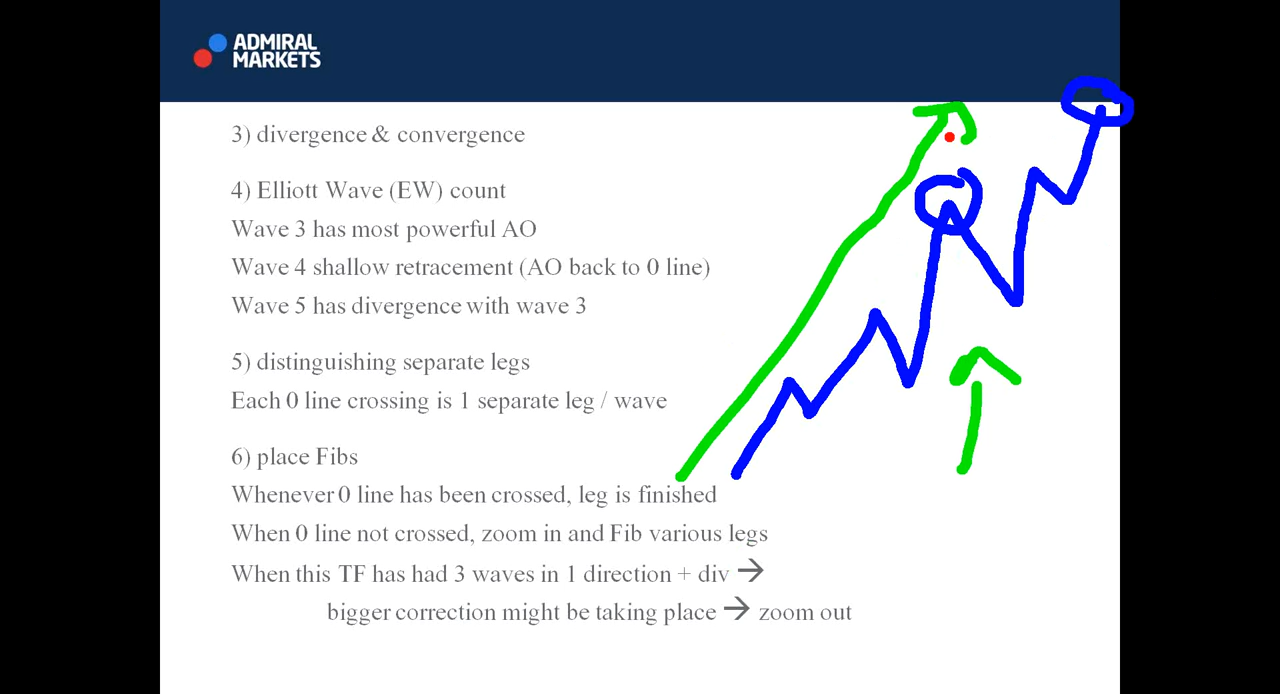 ADMIRAL
MARKETS
3) divergence & convergence
4) Elliott Wave (EW) count
Wave 3 has most powerful AO
Wave 4 shallow retracement (AO back to 0 line)
Wave 5 has divergence with wave 3
5) distinguishing separate legs
Each 0 line crossing is 1 separate leg / wave
6) place Fibs
Whenever 0 line has been crossed, leg is finished
When 0 line not crossed, zoom in and Fib various legs
When this TF has had 3 waves in 1 direction + div →
bigger correction might be taking place → zoom out